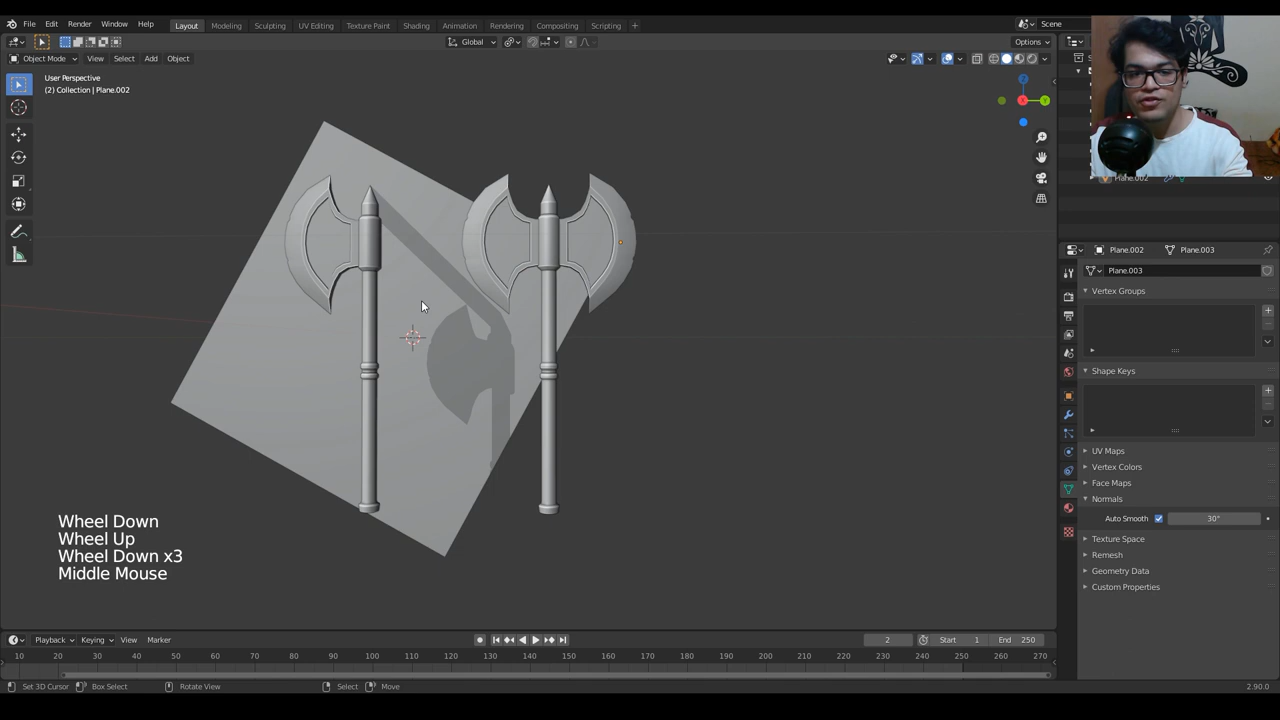 File Edit Render Window Help
Layout Modeling Sculpting UV Editing Texture Paint Shading Animation Rendering Compositing Scripting +
Scene
Global
Options
Object Mode View Select Add Object
User Perspective
(2) Collection | Plane.002
Plane.002
Plane.002 Plane.003
Plane.003
Vertex Groups
Shape Keys
UV Maps
Vertex Colors
Face Maps
Normals
Auto Smooth 30°
Texture Space
Remesh
Geometry Data
Custom Properties
Wheel Down
Wheel Up
Wheel Down x3
Middle Mouse
Playback Keying View Marker
2 Start 1 End 250
10 20 30 40 50 60 70 80 90 100 110 120 130 140 150 160 170 180 190 200 210 220 230 240 250 260 270
Set 3D Cursor Box Select Rotate View Select Move
2.90.0